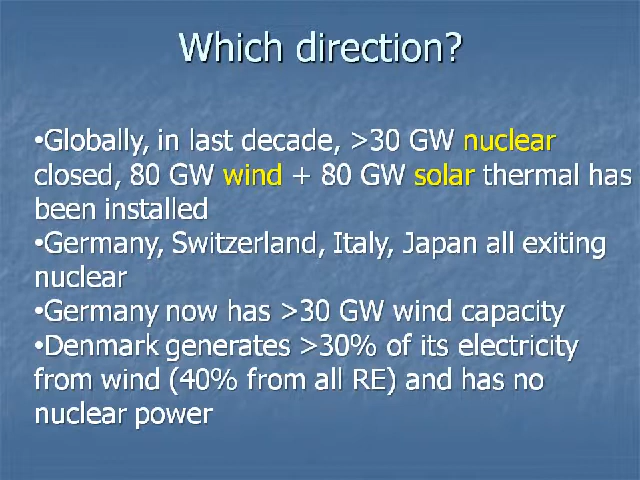 Which direction?
•Globally, in last decade, >30 GW nuclear
closed, 80 GW wind + 80 GW solar thermal has
been installed
•Germany, Switzerland, Italy, Japan all exiting
nuclear
•Germany now has >30 GW wind capacity
•Denmark generates >30% of its electricity
from wind (40% from all RE) and has no
nuclear power